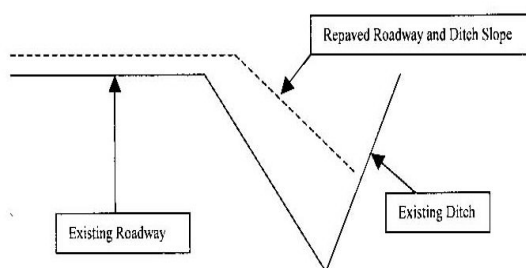 Repaved Roadway and Ditch Slope
Existing Roadway
Existing Ditch